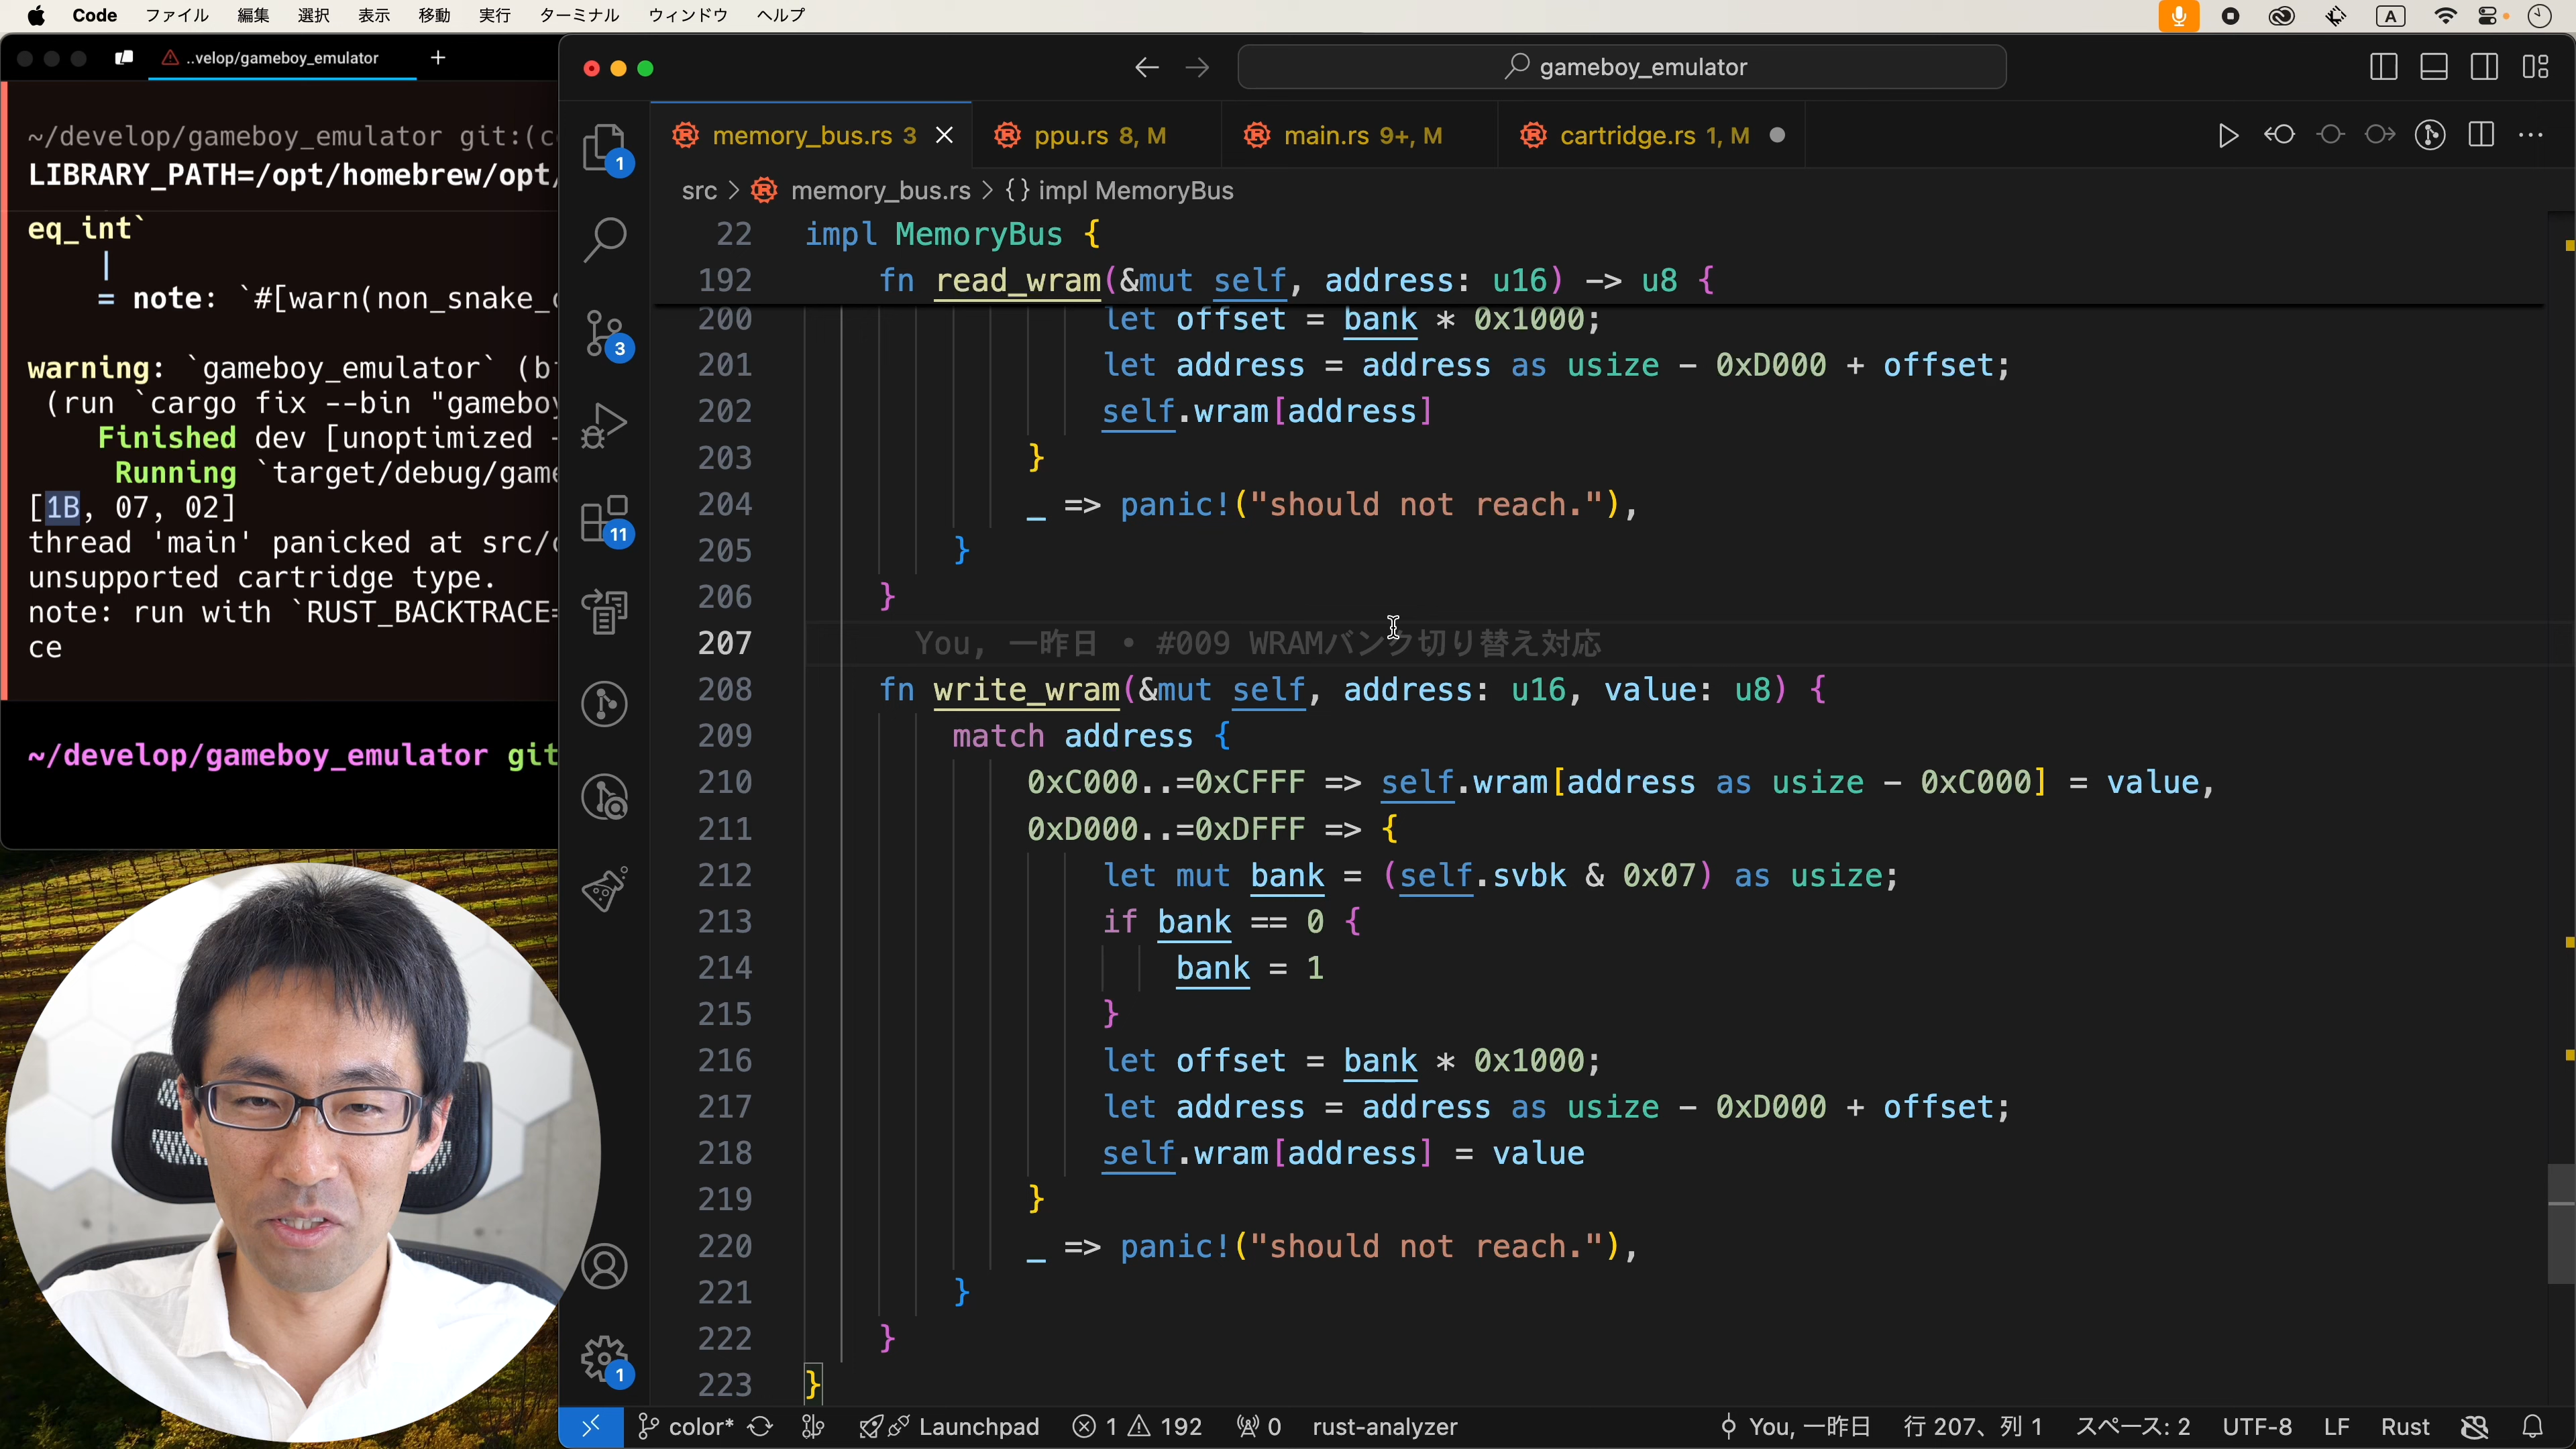 Code ファイル 編集 選択 表示 移動 実行 ターミナル ウィンドウ ヘルプ
A
..velop/gameboy_emulator
gameboy_emulator
~/develop/gameboy_emulator git:(c
LIBRARY_PATH=/opt/homebrew/opt/
eq_int`
|
= note: `#[warn(non_snake_
warning: `gameboy_emulator` (b
(run `cargo fix --bin "gameboy
Finished dev [unoptimized
Running `target/debug/game
[1B, 07, 02]
thread 'main' panicked at src/
unsupported cartridge type.
note: run with `RUST_BACKTRACE=
ce
~/develop/gameboy_emulator git
1
3
11
1
memory_bus.rs 3
ppu.rs 8, M
main.rs 9+, M
cartridge.rs 1, M
src > memory_bus.rs > {} impl MemoryBus
22 impl MemoryBus {
192 fn read_wram(&mut self, address: u16) -> u8 {
200 let offset = bank * 0x1000;
201 let address = address as usize - 0xD000 + offset;
202 self.wram[address]
203 }
204 _ => panic!("should not reach."),
205 }
206 }
207 You, 一昨日 • #009 WRAMバンク切り替え対応
208 fn write_wram(&mut self, address: u16, value: u8) {
209 match address {
210 0xC000..=0xCFFF => self.wram[address as usize - 0xC000] = value,
211 0xD000..=0xDFFF => {
212 let mut bank = (self.svbk & 0x07) as usize;
213 if bank == 0 {
214 bank = 1
215 }
216 let offset = bank * 0x1000;
217 let address = address as usize - 0xD000 + offset;
218 self.wram[address] = value
219 }
220 _ => panic!("should not reach."),
221 }
222 }
223 }
color* Launchpad 1 192 0 rust-analyzer You, 一昨日 行 207、列 1 スペース: 2 UTF-8 LF Rust